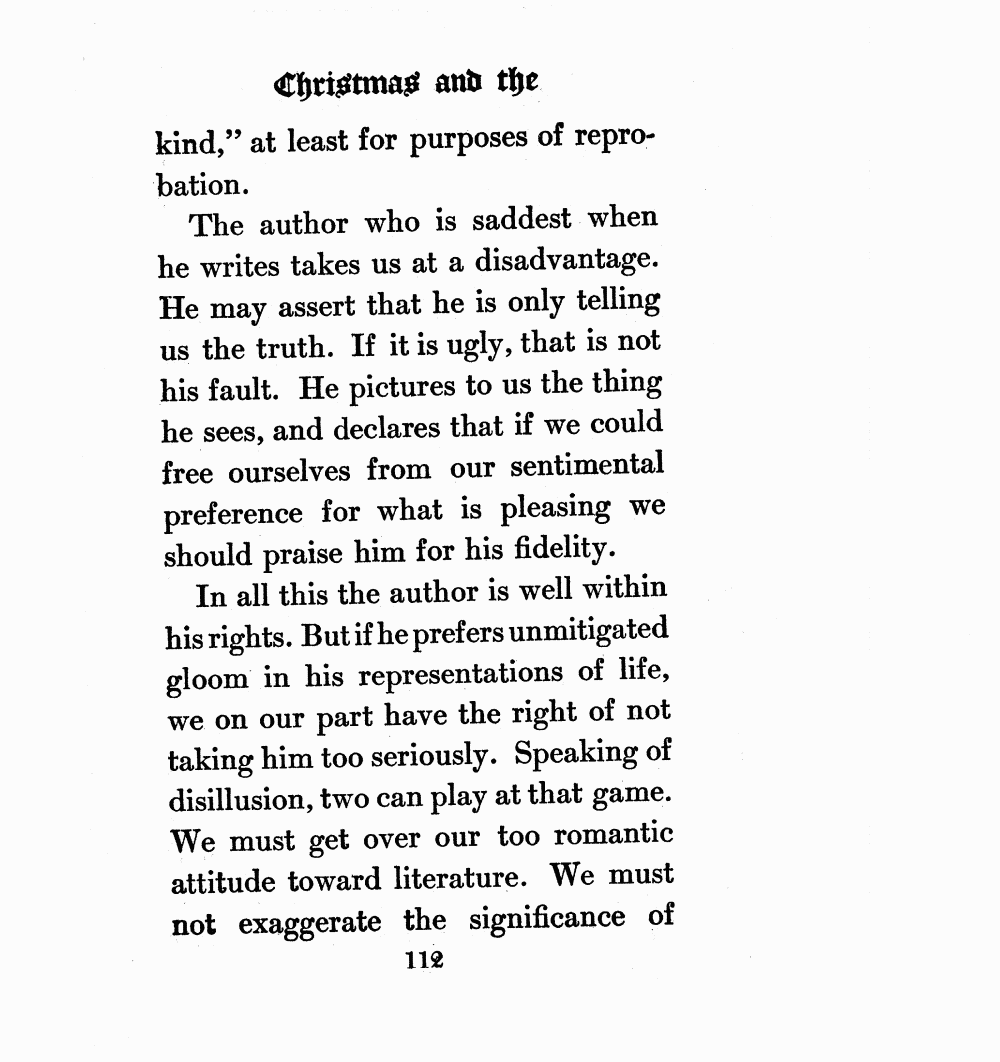 Christmas and the
kind,” at least for purposes of repro-
bation.
The author who is saddest when
he writes takes us at a disadvantage.
He may assert that he is only telling
us the truth. If it is ugly, that is not
his fault. He pictures to us the thing
he sees, and declares that if we could
free ourselves from our sentimental
preference for what is pleasing we
should praise him for his fidelity.
In all this the author is well within
his rights. But if he prefers unmitigated
gloom in his representations of life,
we on our part have the right of not
taking him too seriously. Speaking of
disillusion, two can play at that game.
We must get over our too romantic
attitude toward literature. We must
not exaggerate the significance of
112